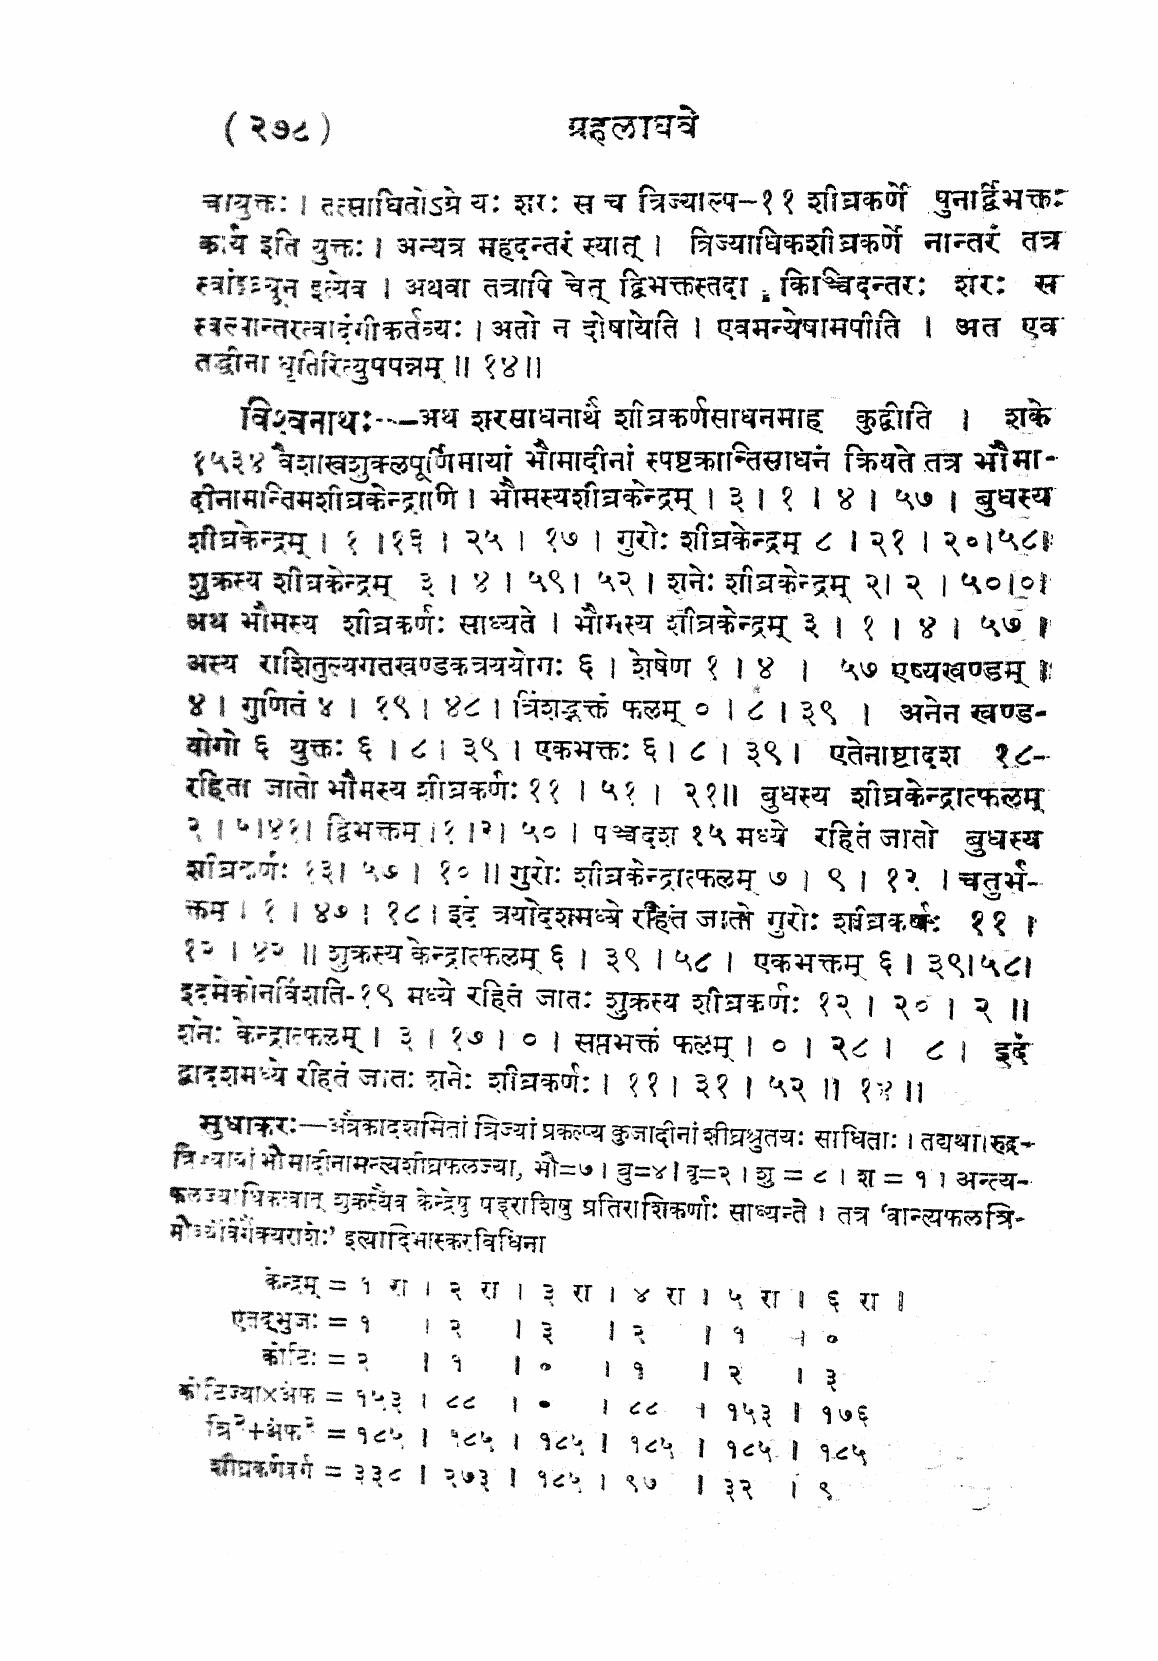 ( २७८ ) ग्रहलाघवे
चायुक्तः । तत्साधितोऽग्रे यः शरः स च त्रिज्याल्प–११ शीघ्रकर्णे पुनर्द्विभक्तः
कार्य इति युक्तः । अन्यत्र महदन्तरं स्यात् । त्रिज्याधिकशीघ्रकर्णे नान्तरं तत्र
इत्येव । अथवा तत्रापि चेत् द्विभक्तस्तदा किञ्चिदन्तरः शरः स
स्वल्पान्तरत्वादंगीकर्तव्यः । अतो न दोषायेति । एवमन्येषामपीति । अत एव
तद्धीना धृतिरित्युपपन्नम् ॥ १४॥
विश्वनाथः---अथ शरसाधनार्थं शीघ्रकर्णसाधनमाह कुद्वीति । शके
१५३४ वैशाखशुक्लपूर्णिमायां भौमादीनां स्पष्टक्रान्तिसाधनं क्रियते तत्र भौमा-
दीनामन्तिमशीघ्रकेन्द्राणि । भौमस्यशीघ्रकेन्द्रम् । ३ । १ । ४ । ५७ । बुधस्य
शीघ्रकेन्द्रम् । १ ।१३ । २५ । १७ । गुरोः शीघ्रकेन्द्रम् ८ । २१ । २०।५८।
शुक्रस्य शीघ्रकेन्द्रम् ३ । ४ । ५९। ५२ । शनेः शीघ्रकेन्द्रम् २। २ । ५०।०।
अथ भौमस्य शीघ्रकर्णः साध्यते । भौमस्य शीघ्रकेन्द्रम् ३ । १ । ४ । ५७ ।
अस्य राशितुल्यगतखण्डकत्रययोगः ६ । शेषेण १ । ४ । ५७ एष्यखण्डम् ।
४ । गुणितं ४ । १९ । ४८ । त्रिंशद्भक्तं फलम् ० । ८ । ३९ । अनेन खण्ड-
योगो ६ युक्तः ६ । ८ । ३९ । एकभक्तः ६। ८ । ३९ । एतेनाष्टादश १८-
रहिता जातो भौमस्य शीघ्रकर्णः ११ । ५१ । २१॥ बुधस्य शीघ्रकेन्द्रात्फलम्
२ । ५।४१। द्विभक्तम् ।१ ।२। ५० । पञ्चदश १५ मध्ये रहितं जातो बुधस्य
शीघ्रकर्णः १३। ५७ । १० ॥ गुरोः शीघ्रकेन्द्रात्फलम् ७ । ९ । १२ । चतुर्भ-
क्तम् । १ । ४७ । १८ । इदं त्रयोदशमध्ये रहितं जातो गुरोः शीघ्रकर्णः ११ ।
१२ । ४२ ॥ शुक्रस्य केन्द्रात्फलम् ६ । ३९ । ५८ । एकभक्तम् ६ । ३९।५८।
इदमेकोनविंशति-१९ मध्ये रहितं जातः शुक्रस्य शीघ्रकर्णः १२ । २० । २ ॥
शनेः केन्द्रात्फलम् । ३ । १७ । ० । सप्तभक्तं फलम् । ० । २८ । ८ । इदं
द्वादशमध्ये रहितं जातः शनेः शीघ्रकर्णः । ११ । ३१ । ५२ ॥ १४ ॥
सुधाकरः—अत्रैकादशमितां त्रिज्यां प्रकल्प्य कुजादीनां शीघ्रश्रुतयः साधिताः । तद्यथा।रुद्र-
त्रिज्यायां भौमादीनामन्त्यशीघ्रफलज्या, भौ=७ । बु=४। वृ=२ । शु = ८ । श = १ । अन्त्य-
फलज्याधिकत्वात् शुक्रस्यैव केन्द्रेषु षड्राशिषु प्रतिराशिकर्णाः साध्यन्ते । तत्र ‘वान्त्यफलत्रि-
मौर्व्योर्वर्गैक्यराशेः’ इत्यादिभास्करविधिना
केन्द्रम् = १ रा । २ रा । ३ रा । ४ रा । ५ रा । ६ रा ।
एतद्भुजः = १ । २ । ३ । २ । १ । ०
कोटिः = २ । १ । ० । १ । २ । ३
कोटिज्या×अंफ = १५३ । ८८ । ० । ८८ । १५३ । १७६
त्रि²+अंफ² = १८५ । १८५ । १८५ । १८५ । १८५ । १८५
शीघ्रकर्णवर्ग = ३३८ । २७३ । १८५ । ९७ । ३२ । ९